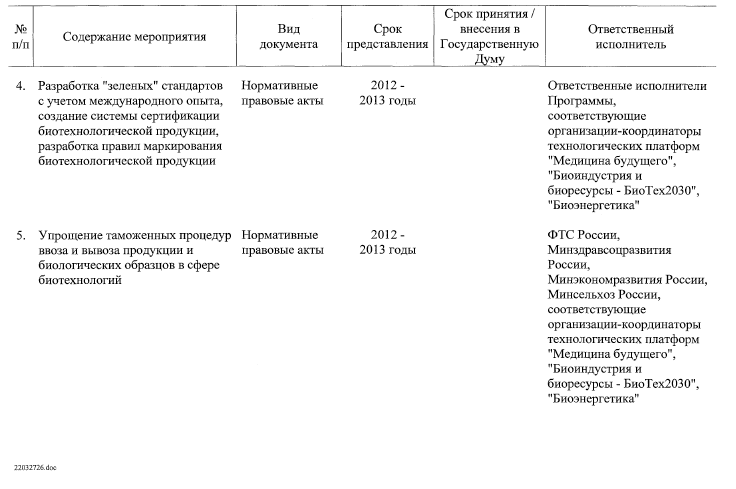 № п/п
Содержание мероприятия
Вид документа
Срок представления
Срок принятия / внесения в Государственную Думу
Ответственный исполнитель
4. Разработка "зеленых" стандартов Нормативные 2012 - Ответственные исполнители
с учетом международного опыта, правовые акты 2013 годы Программы,
создание системы сертификации соответствующие
биотехнологической продукции, организации-координаторы
разработка правил маркирования технологических платформ
биотехнологической продукции "Медицина будущего",
"Биоиндустрия и
биоресурсы - БиоТех2030",
"Биоэнергетика"
5. Упрощение таможенных процедур Нормативные 2012 - ФТС России,
ввоза и вывоза продукции и правовые акты 2013 годы Минздравсоцразвития
биологических образцов в сфере России,
биотехнологий Минэкономразвития России,
Минсельхоз России,
соответствующие
организации-координаторы
технологических платформ
"Медицина будущего",
"Биоиндустрия и
биоресурсы - БиоТех2030",
"Биоэнергетика"
22032726.doc